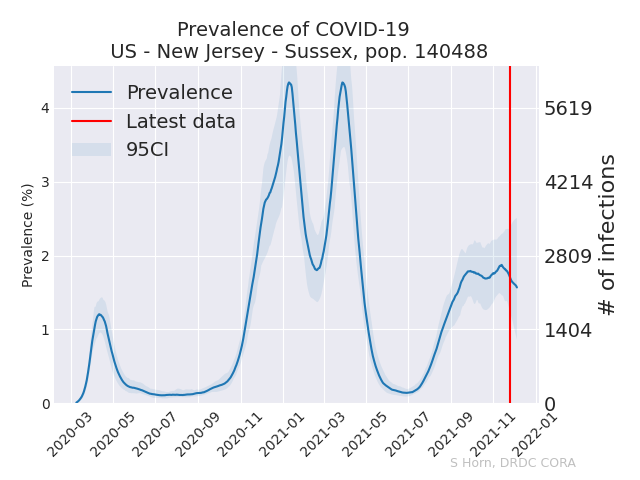 Prevalence of COVID-19
US - New Jersey - Sussex, pop. 140488
Prevalence
Latest data
95CI
4
3
2
1
0
Prevalence (%)
5619
4214
2809
1404
0
# of infections
2020-03
2020-05
2020-07
2020-09
2020-11
2021-01
2021-03
2021-05
2021-07
2021-09
2021-11
2022-01
S Horn, DRDC CORA